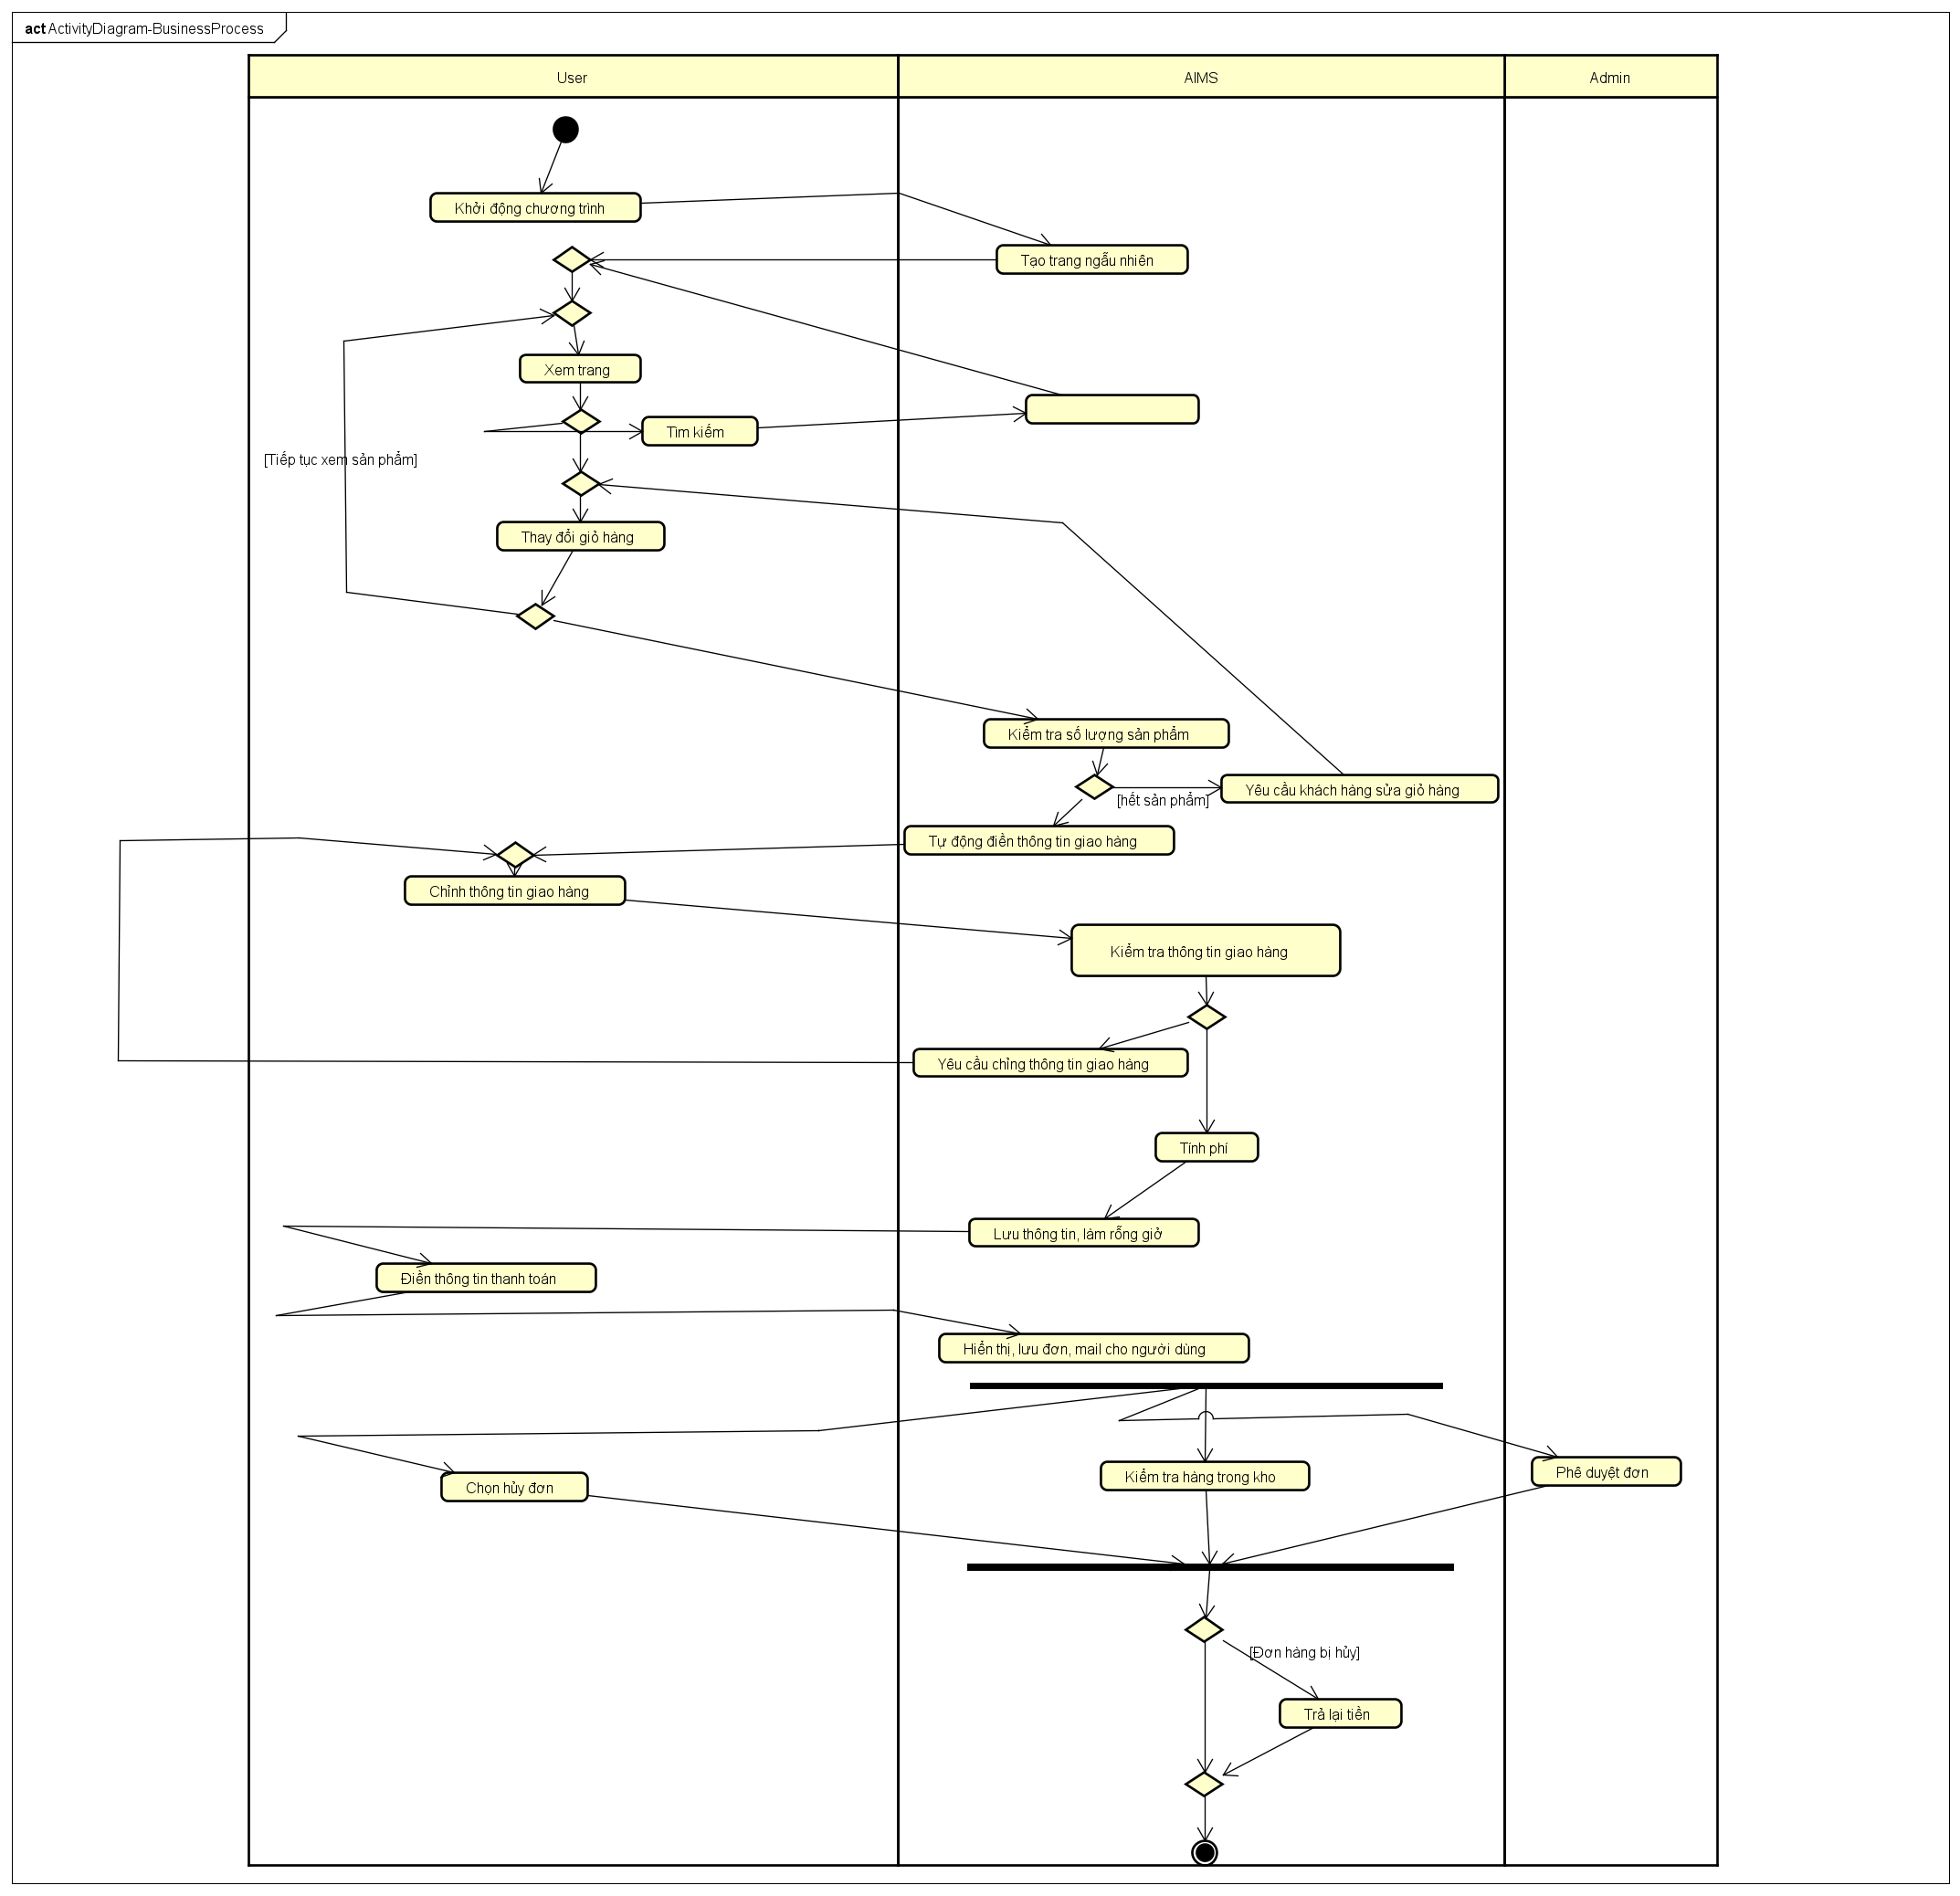 act ActivityDiagram-BusinessProcess
User
AIMS
Admin
Khởi động chương trình
Tạo trang ngẫu nhiên
Xem trang
Tìm kiếm
[Tiếp tục xem sản phẩm]
Thay đổi giỏ hàng
Kiểm tra số lượng sản phẩm
Yêu cầu khách hàng sửa giỏ hàng
[hết sản phẩm]
Tự động điền thông tin giao hàng
Chỉnh thông tin giao hàng
Kiểm tra thông tin giao hàng
Yêu cầu chỉng thông tin giao hàng
Tính phí
Lưu thông tin, làm rỗng giở
Điền thông tin thanh toán
Hiển thị, lưu đơn, mail cho người dùng
Phê duyệt đơn
Kiểm tra hàng trong kho
Chọn hủy đơn
[Đơn hàng bị hủy]
Trả lại tiền